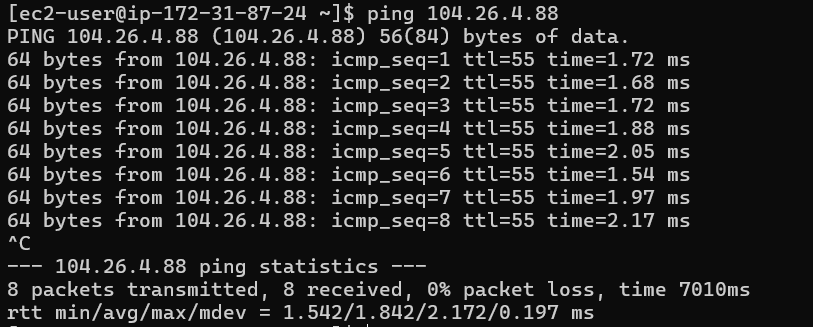 [ec2-user@ip-172-31-87-24 ~]$ ping 104.26.4.88
PING 104.26.4.88 (104.26.4.88) 56(84) bytes of data.
64 bytes from 104.26.4.88: icmp_seq=1 ttl=55 time=1.72 ms
64 bytes from 104.26.4.88: icmp_seq=2 ttl=55 time=1.68 ms
64 bytes from 104.26.4.88: icmp_seq=3 ttl=55 time=1.72 ms
64 bytes from 104.26.4.88: icmp_seq=4 ttl=55 time=1.88 ms
64 bytes from 104.26.4.88: icmp_seq=5 ttl=55 time=2.05 ms
64 bytes from 104.26.4.88: icmp_seq=6 ttl=55 time=1.54 ms
64 bytes from 104.26.4.88: icmp_seq=7 ttl=55 time=1.97 ms
64 bytes from 104.26.4.88: icmp_seq=8 ttl=55 time=2.17 ms
^C
--- 104.26.4.88 ping statistics ---
8 packets transmitted, 8 received, 0% packet loss, time 7010ms
rtt min/avg/max/mdev = 1.542/1.842/2.172/0.197 ms